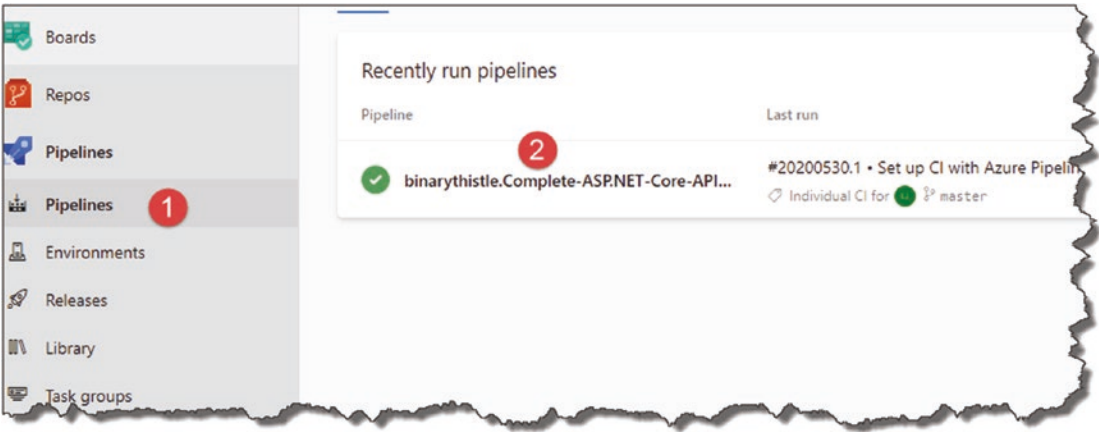 Boards
Repos
Pipelines
Pipelines
1
Environments
Releases
Library
Task groups
Recently run pipelines
Pipeline
Last run
2
binarythistle.Complete-ASP.NET-Core-API...
#20200530.1 • Set up CI with Azure Pipelin
Individual CI for
master